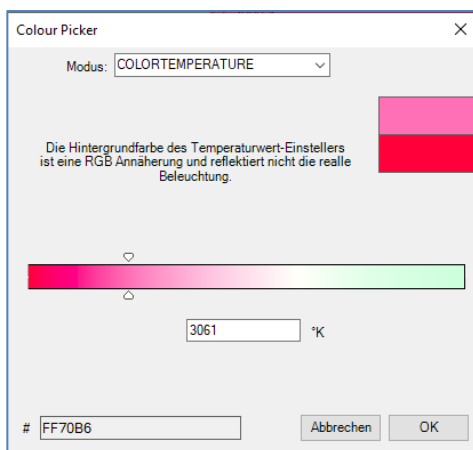 Colour Picker
Modus: COLORTEMPERATURE
Die Hintergrundfarbe des Temperaturwert-Einstellers
ist eine RGB Annäherung und reflektiert nicht die realle
Beleuchtung.
3061 °K
# FF70B6 Abbrechen OK